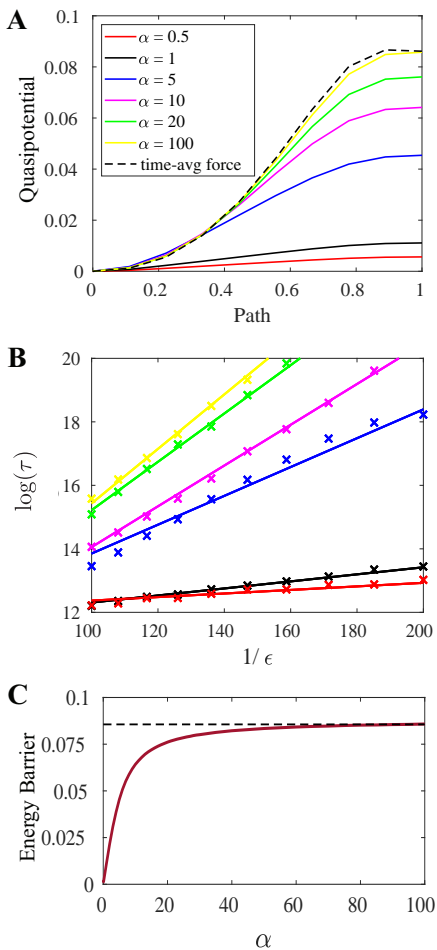 A
0.1
0.08
0.06
0.04
0.02
0
Quasipotential
α = 0.5
α = 1
α = 5
α = 10
α = 20
α = 100
time-avg force
0 0.2 0.4 0.6 0.8 1
Path
B
20
18
16
14
12
log(τ)
100 120 140 160 180 200
1/ ϵ
C
0.1
0.075
0.05
0.025
0
Energy Barrier
0 20 40 60 80 100
α